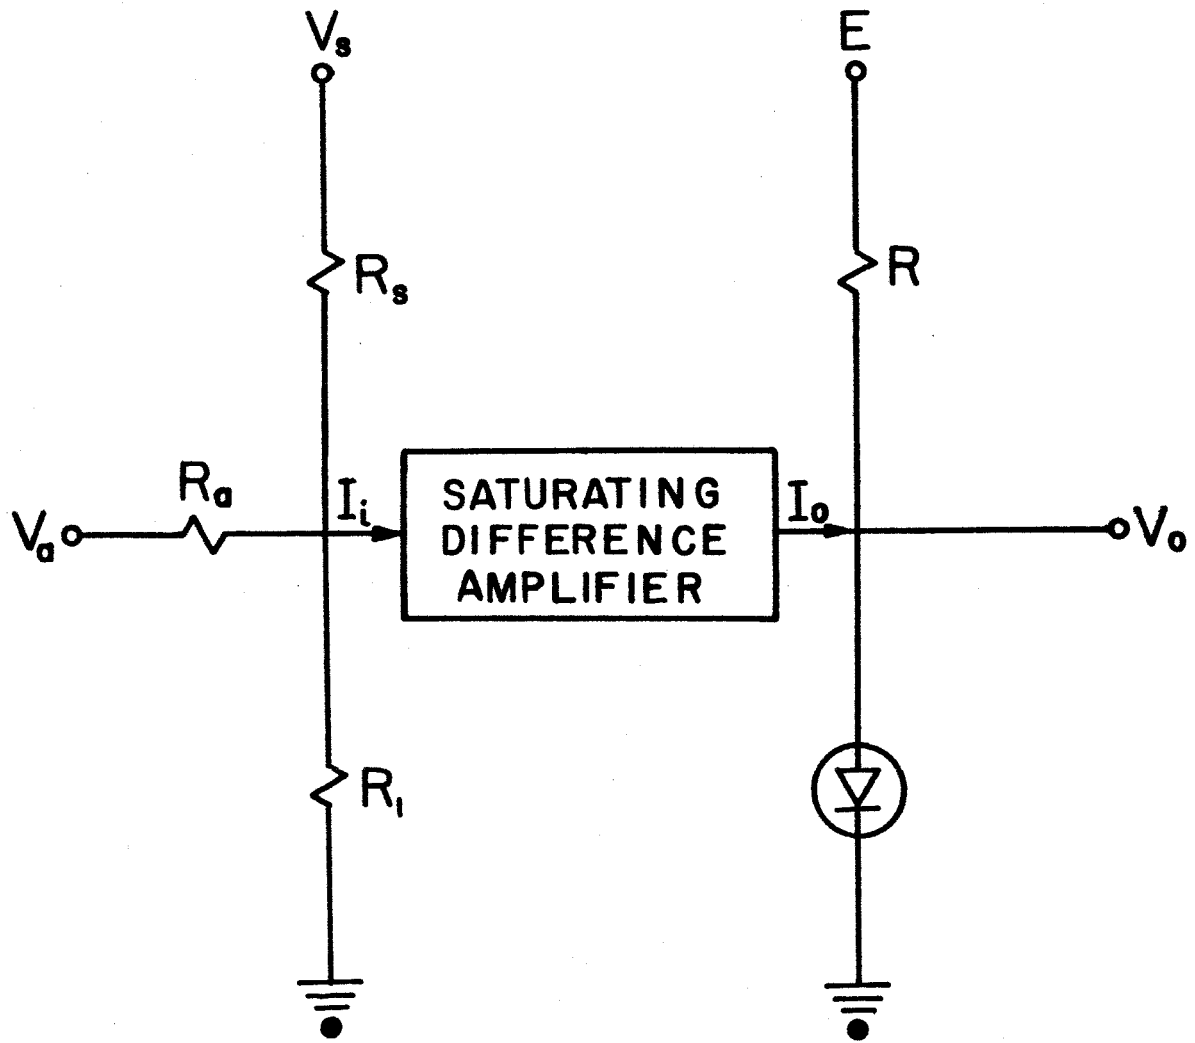 Vs
E
Rs
R
Ra
Va
Ii
SATURATING
DIFFERENCE
AMPLIFIER
Io
Vo
R1